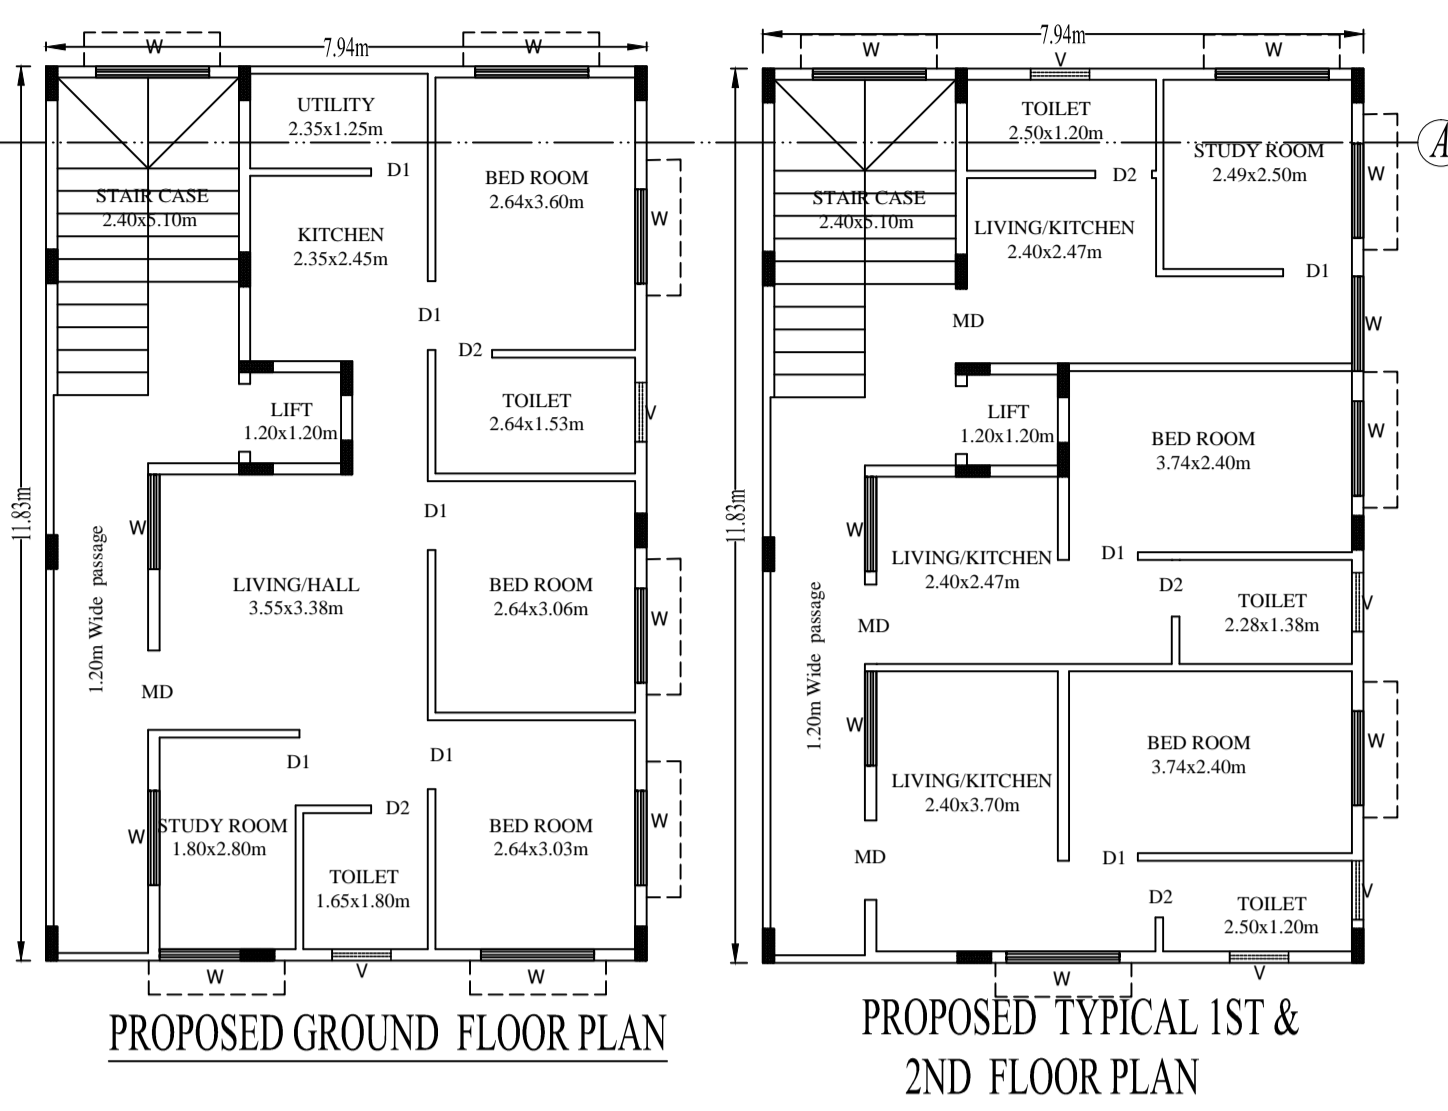 W
7.94m
W
UTILITY
2.35x1.25m
D1
BED ROOM
2.64x3.60m
W
STAIR CASE
2.40x5.10m
KITCHEN
2.35x2.45m
D1
D2
LIFT
1.20x1.20m
TOILET
2.64x1.53m
V
11.83m
W
D1
1.20m Wide passage
LIVING/HALL
3.55x3.38m
BED ROOM
2.64x3.06m
W
MD
D1
D1
D2
W
STUDY ROOM
1.80x2.80m
BED ROOM
2.64x3.03m
W
TOILET
1.65x1.80m
W
V
W
PROPOSED GROUND FLOOR PLAN
7.94m
W
V
W
TOILET
2.50x1.20m
A
STUDY ROOM
2.49x2.50m
D2
W
STAIR CASE
2.40x5.10m
LIVING/KITCHEN
2.40x2.47m
D1
MD
W
LIFT
1.20x1.20m
BED ROOM
3.74x2.40m
W
11.83m
W
LIVING/KITCHEN
2.40x2.47m
D1
D2
TOILET
2.28x1.38m
V
MD
1.20m Wide passage
W
BED ROOM
3.74x2.40m
W
LIVING/KITCHEN
2.40x3.70m
MD
D1
D2
V
TOILET
2.50x1.20m
W
V
PROPOSED TYPICAL 1ST &
2ND FLOOR PLAN